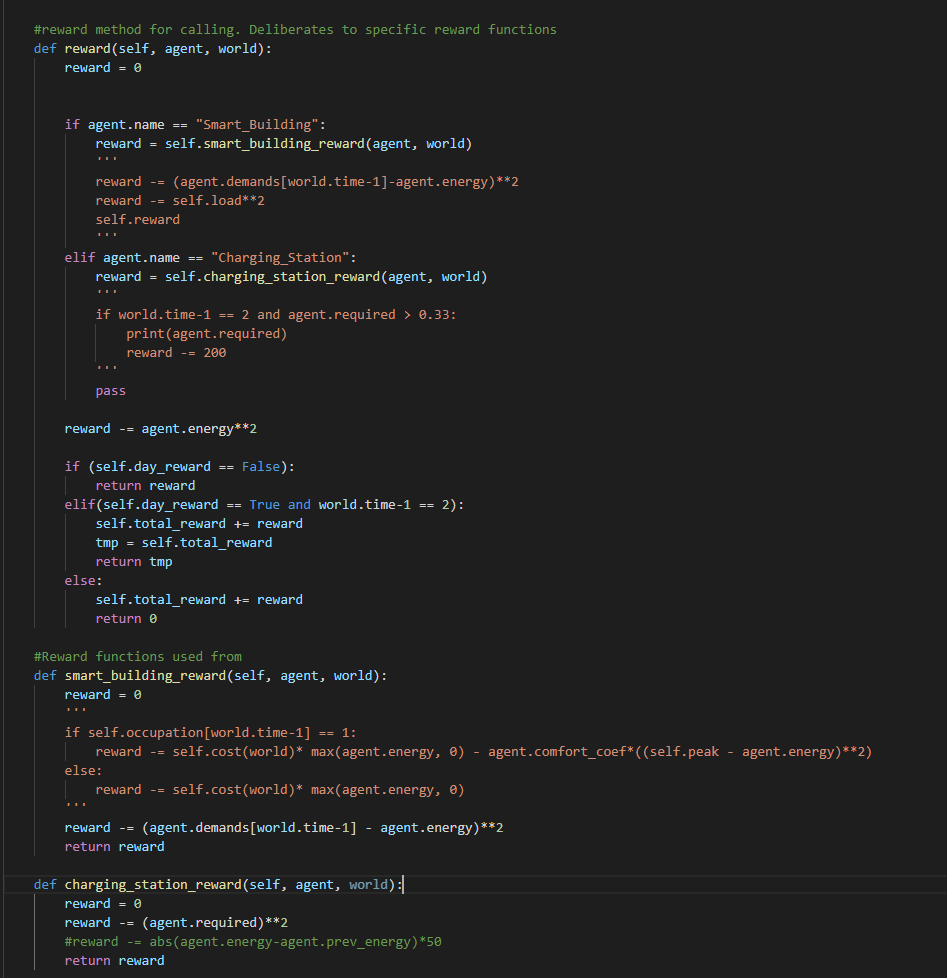 #reward method for calling. Deliberates to specific reward functions
def reward(self, agent, world):
    reward = 0
    if agent.name == "Smart_Building":
        reward = self.smart_building_reward(agent, world)
        '''
        reward -= (agent.demands[world.time-1]-agent.energy)**2
        reward -= self.load**2
        self.reward
        '''
    elif agent.name == "Charging_Station":
        reward = self.charging_station_reward(agent, world)
        '''
        if world.time-1 == 2 and agent.required > 0.33:
            print(agent.required)
            reward -= 200
        '''
        pass
    reward -= agent.energy**2
    if (self.day_reward == False):
        return reward
    elif(self.day_reward == True and world.time-1 == 2):
        self.total_reward += reward
        tmp = self.total_reward
        return tmp
    else:
        self.total_reward += reward
        return 0
#Reward functions used from
def smart_building_reward(self, agent, world):
    reward = 0
    '''
    if self.occupation[world.time-1] == 1:
        reward -= self.cost(world)* max(agent.energy, 0) - agent.comfort_coef*((self.peak - agent.energy)**2)
    else:
        reward -= self.cost(world)* max(agent.energy, 0)
    '''
    reward -= (agent.demands[world.time-1] - agent.energy)**2
    return reward
def charging_station_reward(self, agent, world):
    reward = 0
    reward -= (agent.required)**2
    #reward -= abs(agent.energy-agent.prev_energy)*50
    return reward